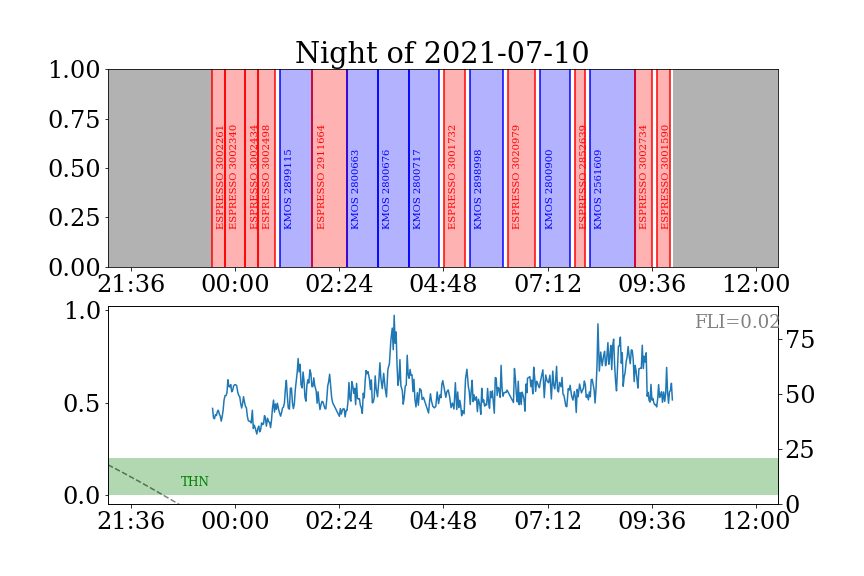 Night of 2021-07-10
1.00
0.75
0.50
0.25
0.00
ESPRESSO 3002261
ESPRESSO 3002340
ESPRESSO 3002434
ESPRESSO 3002498
KMOS 2899115
ESPRESSO 2911664
KMOS 2800663
KMOS 2800676
KMOS 2800717
ESPRESSO 3001732
KMOS 2898998
ESPRESSO 3020979
KMOS 2800900
ESPRESSO 2852639
KMOS 2561609
ESPRESSO 3002734
ESPRESSO 3001590
21:36 00:00 02:24 04:48 07:12 09:36 12:00
1.0
0.5
0.0
FLI=0.02
THN
75
50
25
0
21:36 00:00 02:24 04:48 07:12 09:36 12:00